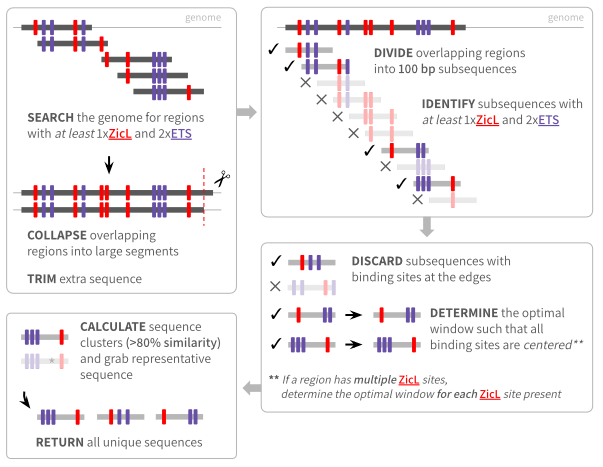 genome
SEARCH the genome for regions
with at least 1xZicL and 2xETS
COLLAPSE overlapping
regions into large segments
TRIM extra sequence
genome
DIVIDE overlapping regions
into 100 bp subsequences
IDENTIFY subsequences with
at least 1xZicL and 2xETS
DISCARD subsequences with
binding sites at the edges
DETERMINE the optimal
window such that all
binding sites are centered**
** If a region has multiple ZicL sites,
determine the optimal window for each ZicL site present
CALCULATE sequence
clusters (>80% similarity)
and grab representative
sequence
*
RETURN all unique sequences